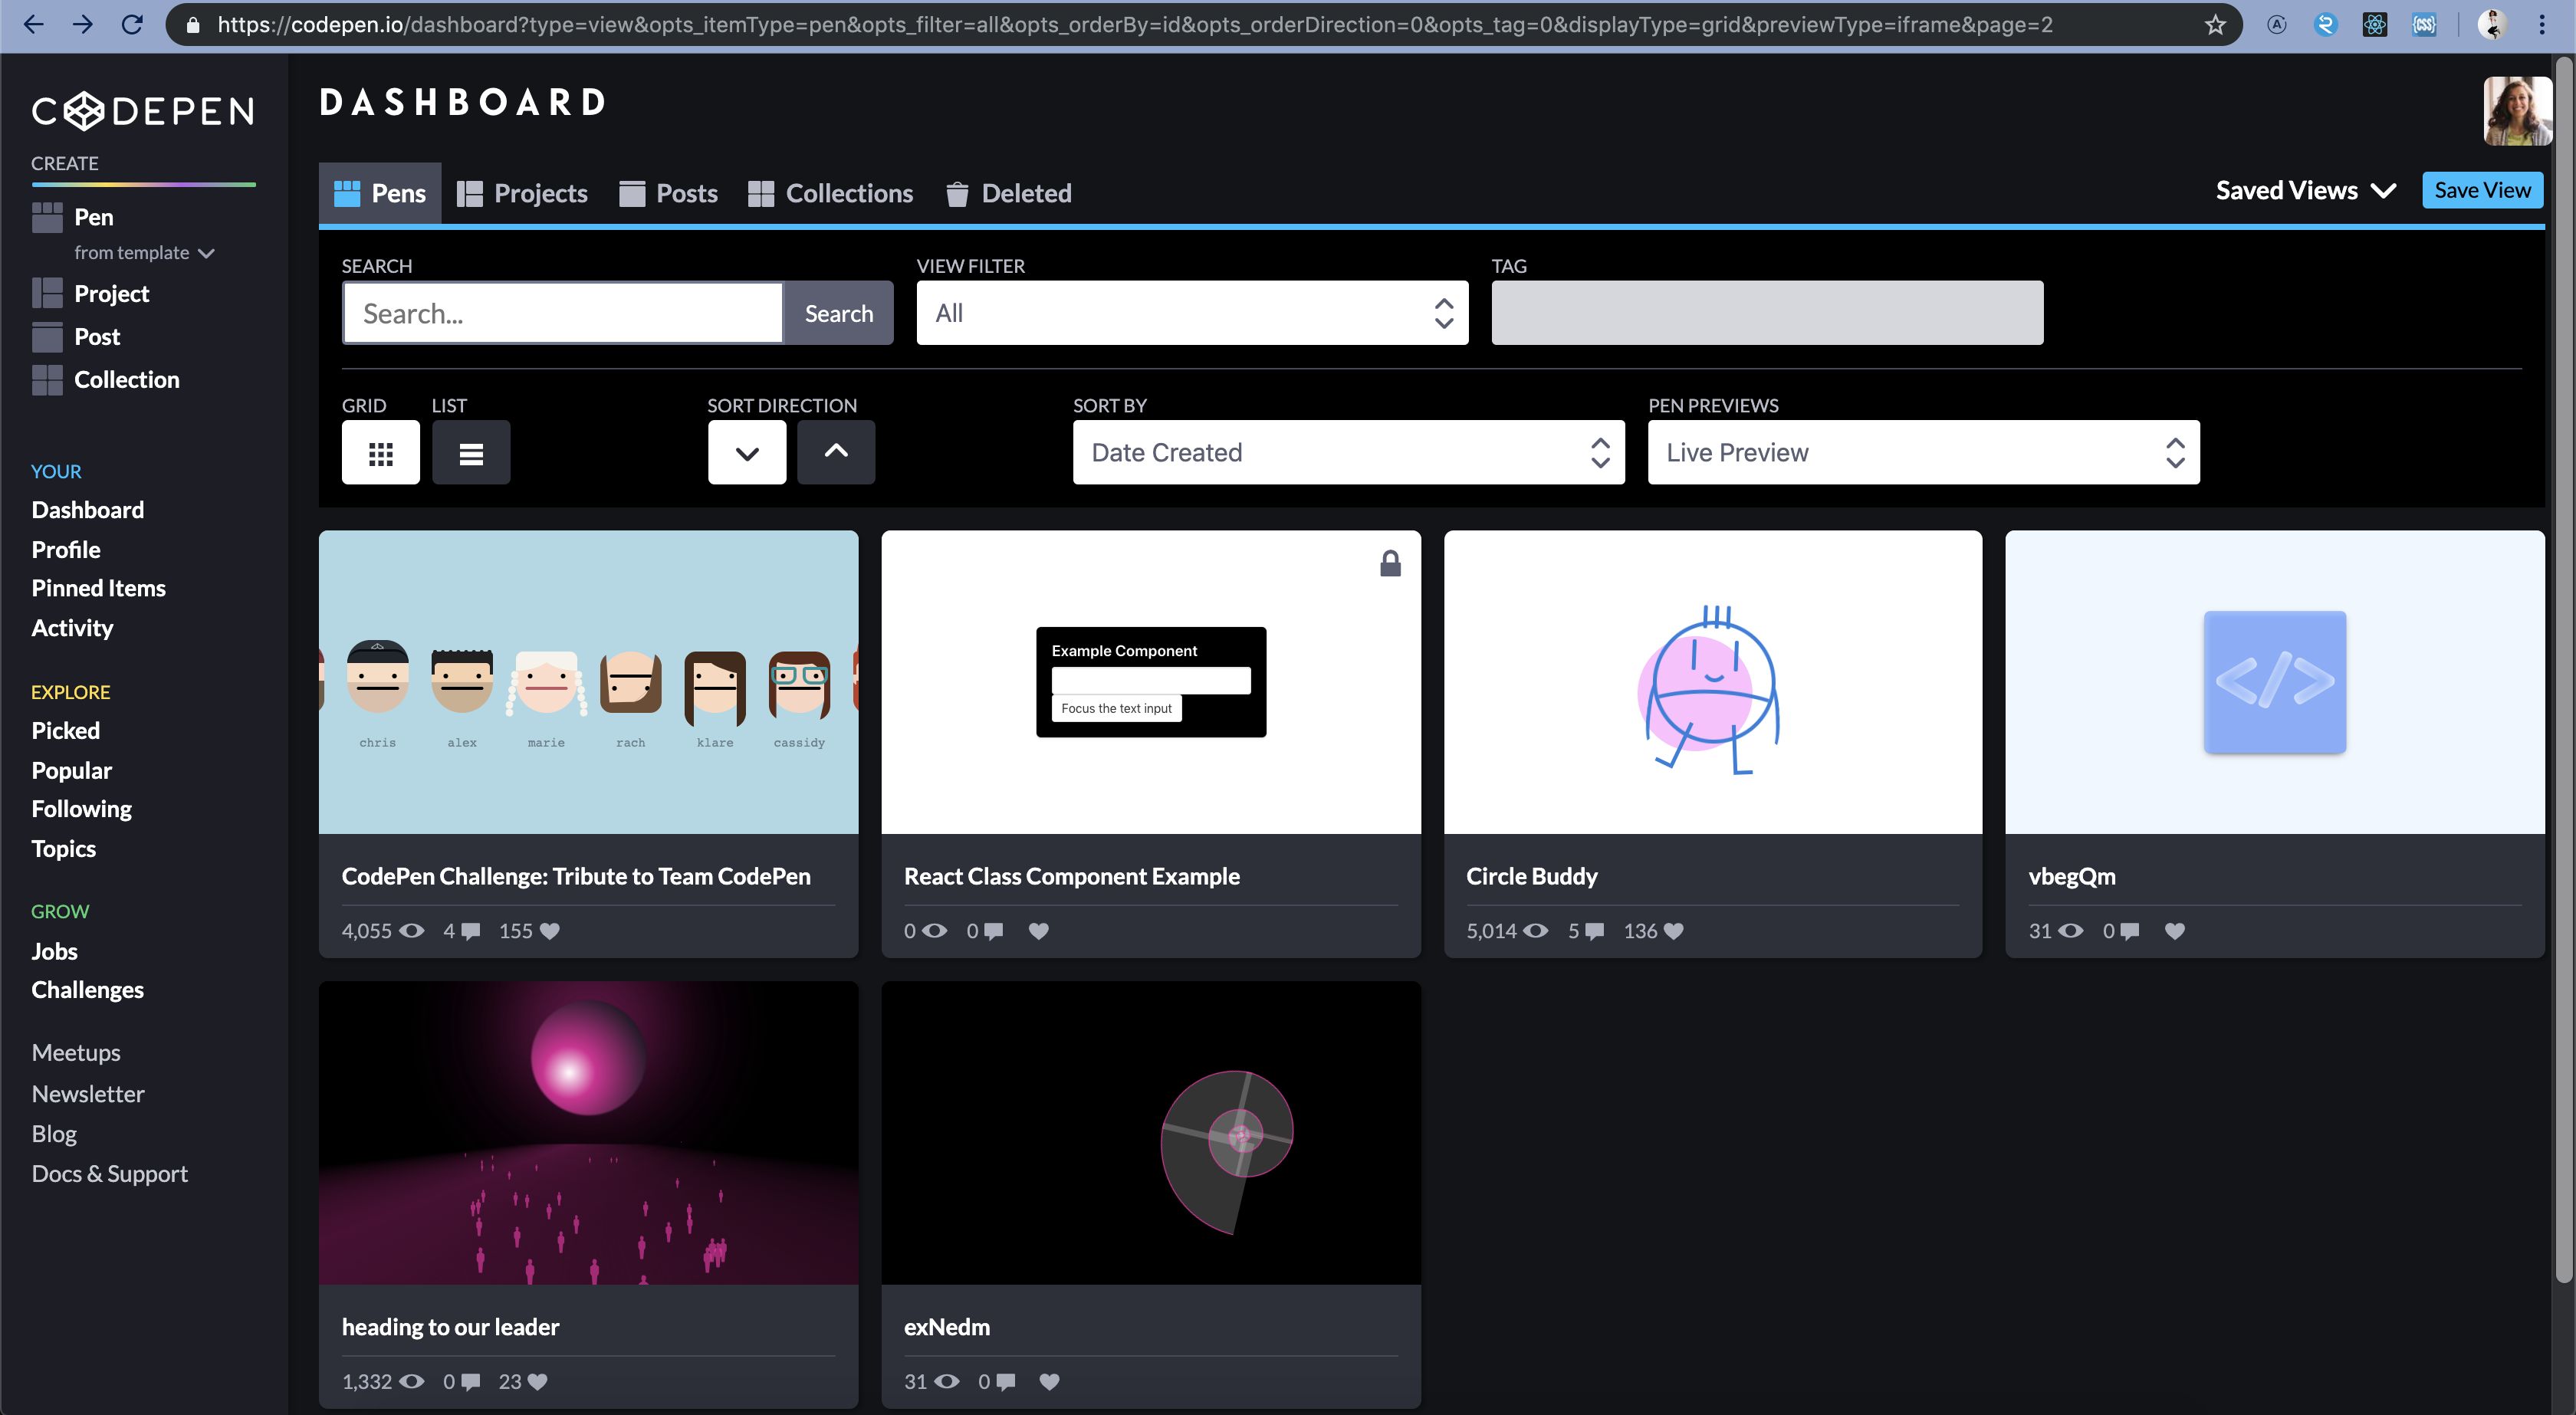 https://codepen.io/dashboard?type=view&opts_itemType=pen&opts_filter=all&opts_orderBy=id&opts_orderDirection=0&opts_tag=0&displayType=grid&previewType=iframe&page=2
CODEPEN
CREATE
Pen
from template
Project
Post
Collection
YOUR
Dashboard
Profile
Pinned Items
Activity
EXPLORE
Picked
Popular
Following
Topics
GROW
Jobs
Challenges
Meetups
Newsletter
Blog
Docs & Support
DASHBOARD
Pens Projects Posts Collections Deleted
Saved Views Save View
SEARCH VIEW FILTER TAG
Search... Search All
GRID LIST SORT DIRECTION SORT BY PEN PREVIEWS
Date Created Live Preview
chris alex marie rach klare cassidy
CodePen Challenge: Tribute to Team CodePen
4,055 4 155
Example Component
Focus the text input
React Class Component Example
0 0
Circle Buddy
5,014 5 136
</>
vbegQm
31 0
heading to our leader
1,332 0 23
exNedm
31 0